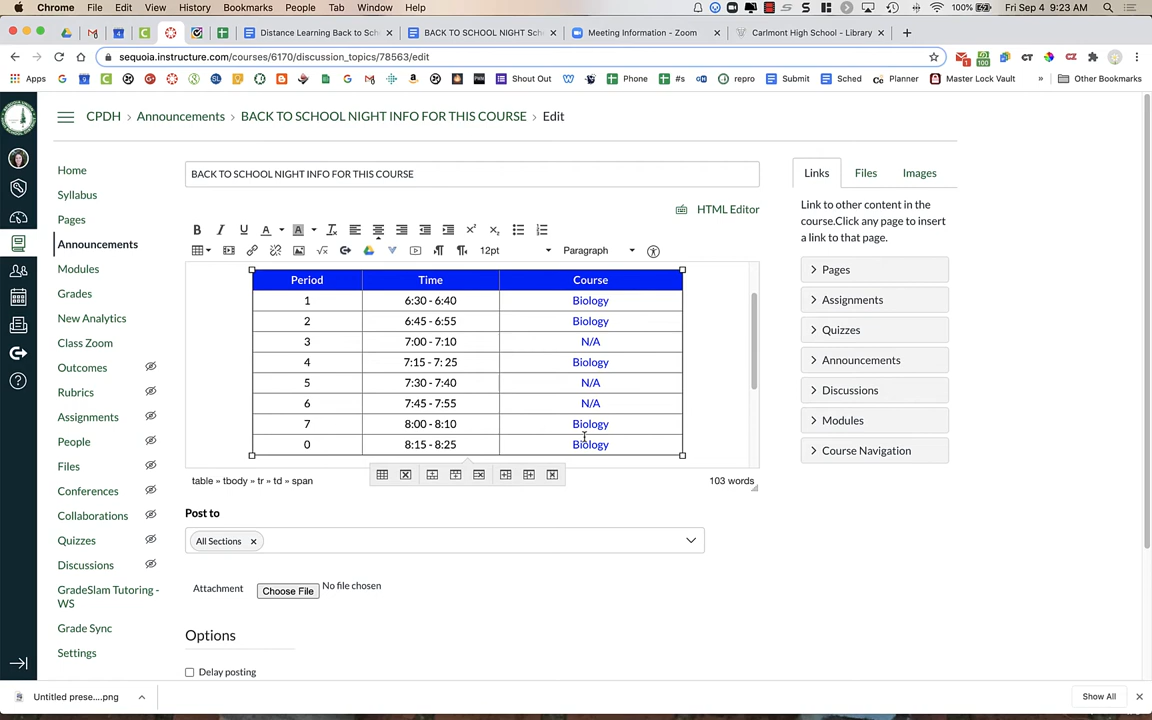 Chrome File Edit View History Bookmarks People Tab Window Help 100% Fri Sep 4 9:23 AM
Distance Learning Back to Sch × BACK TO SCHOOL NIGHT Sche × Meeting Information - Zoom × Carlmont High School - Library × +
sequoia.instructure.com/courses/6170/discussion_topics/78563/edit
Apps Shout Out Phone #s repro Submit Sched Planner Master Lock Vault » Other Bookmarks
CPDH > Announcements > BACK TO SCHOOL NIGHT INFO FOR THIS COURSE > Edit
Home
Syllabus
Pages
Announcements
Modules
Grades
New Analytics
Class Zoom
Outcomes
Rubrics
Assignments
People
Files
Conferences
Collaborations
Quizzes
Discussions
GradeSlam Tutoring -
WS
Grade Sync
Settings
BACK TO SCHOOL NIGHT INFO FOR THIS COURSE
HTML Editor
12pt Paragraph
Period Time Course
1 6:30 - 6:40 Biology
2 6:45 - 6:55 Biology
3 7:00 - 7:10 N/A
4 7:15 - 7: 25 Biology
5 7:30 - 7:40 N/A
6 7:45 - 7:55 N/A
7 8:00 - 8:10 Biology
0 8:15 - 8:25 Biology
table » tbody » tr » td » span 103 words
Post to
All Sections ×
Attachment Choose File No file chosen
Options
Delay posting
Links Files Images
Link to other content in the
course.Click any page to insert
a link to that page.
Pages
Assignments
Quizzes
Announcements
Discussions
Modules
Course Navigation
Untitled prese....png Show All ×